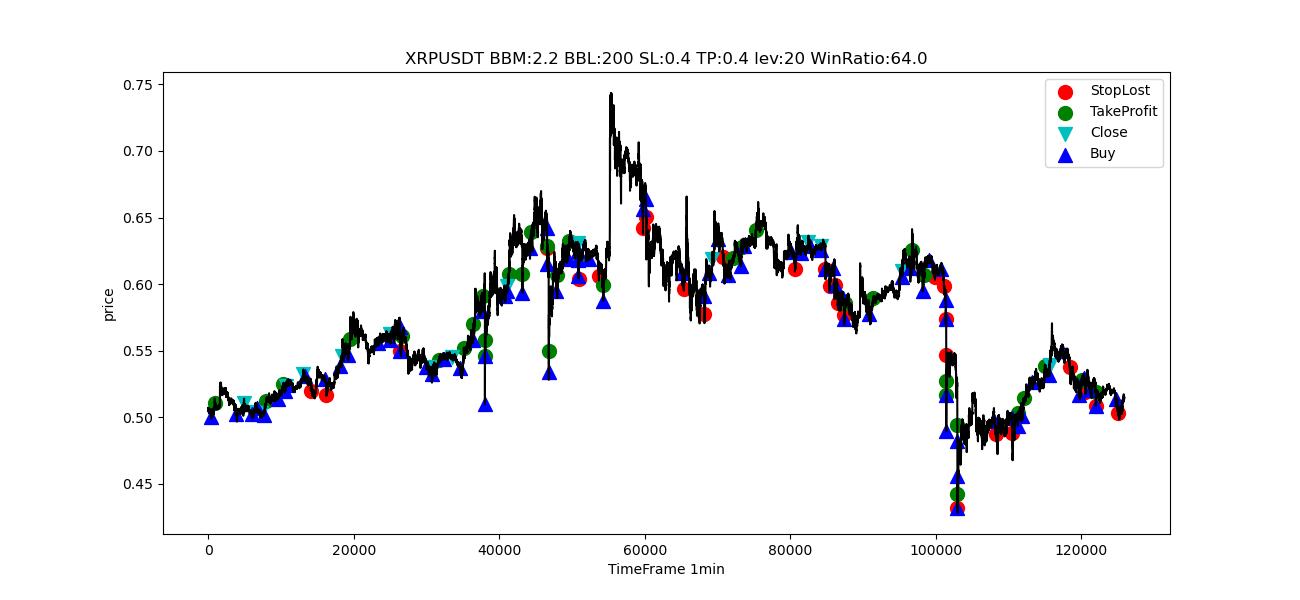 XRPUSDT BBM:2.2 BBL:200 SL:0.4 TP:0.4 lev:20 WinRatio:64.0
StopLost
TakeProfit
Close
Buy
price
0.75
0.70
0.65
0.60
0.55
0.50
0.45
0 20000 40000 60000 80000 100000 120000
TimeFrame 1min